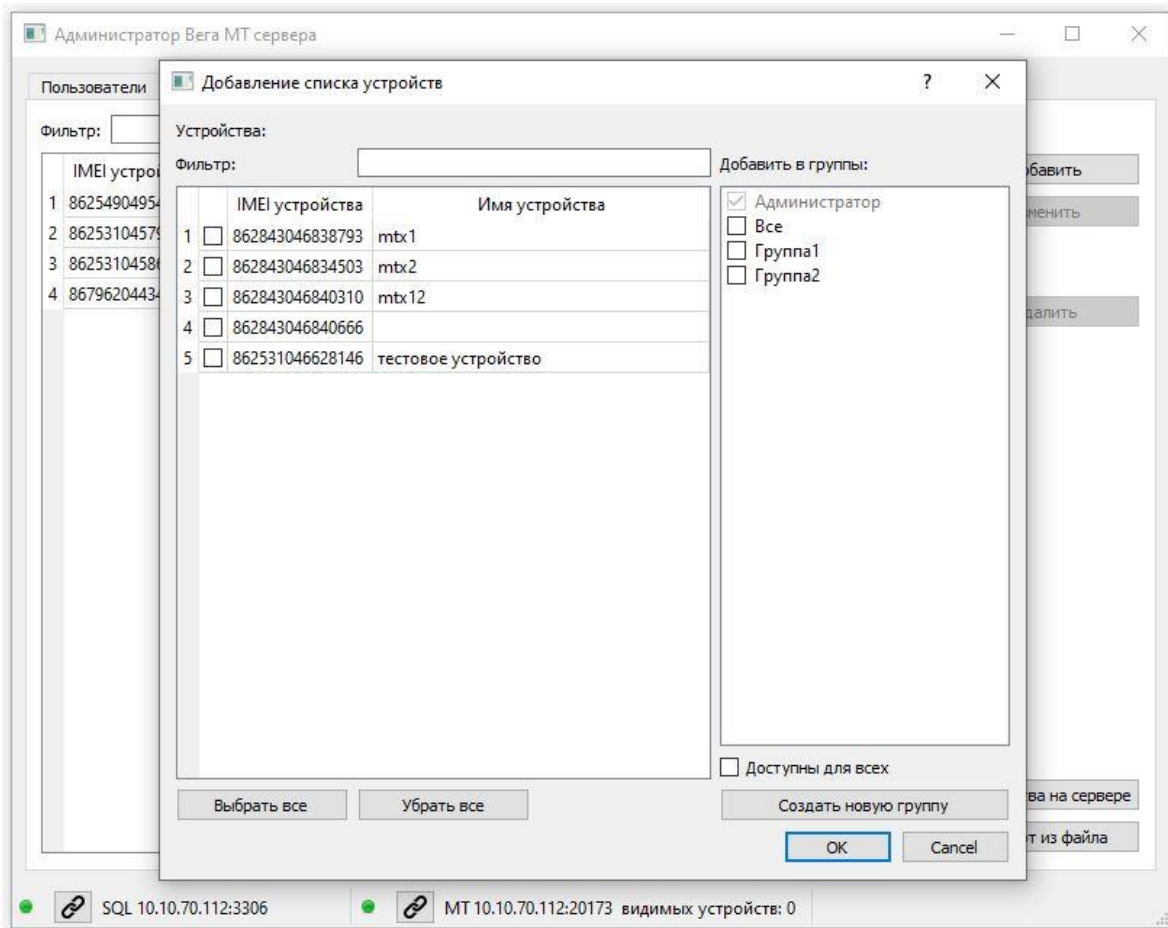 Администратор Вега МТ сервера
Добавление списка устройств ?
Пользователи
Устройства:
Фильтр:
Фильтр:
Добавить в группы:
IMEI устройства Имя устройства
1 862843046838793 mtx1
2 862843046834503 mtx2
3 862843046840310 mtx12
4 862843046840666
5 862531046628146 тестовое устройство
Администратор
Все
Группа1
Группа2
Доступны для всех
Выбрать все Убрать все Создать новую группу
OK Cancel
IMEI устрой
1 86254904954
2 8625310457
3 8625310458
4 8679620443
бавить
менить
далить
ва на сервере
т из файла
SQL 10.10.70.112:3306 МТ 10.10.70.112:20173 видимых устройств: 0